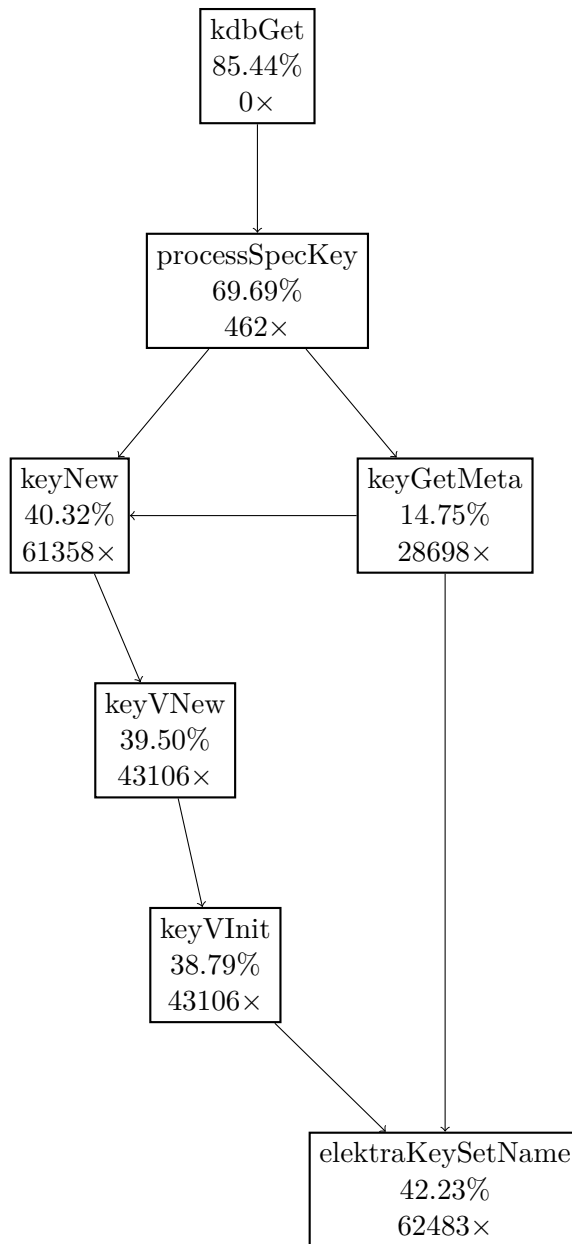 kdbGet
85.44%
0×
processSpecKey
69.69%
462×
keyNew
40.32%
61358×
keyGetMeta
14.75%
28698×
keyVNew
39.50%
43106×
keyVInit
38.79%
43106×
elektraKeySetName
42.23%
62483×